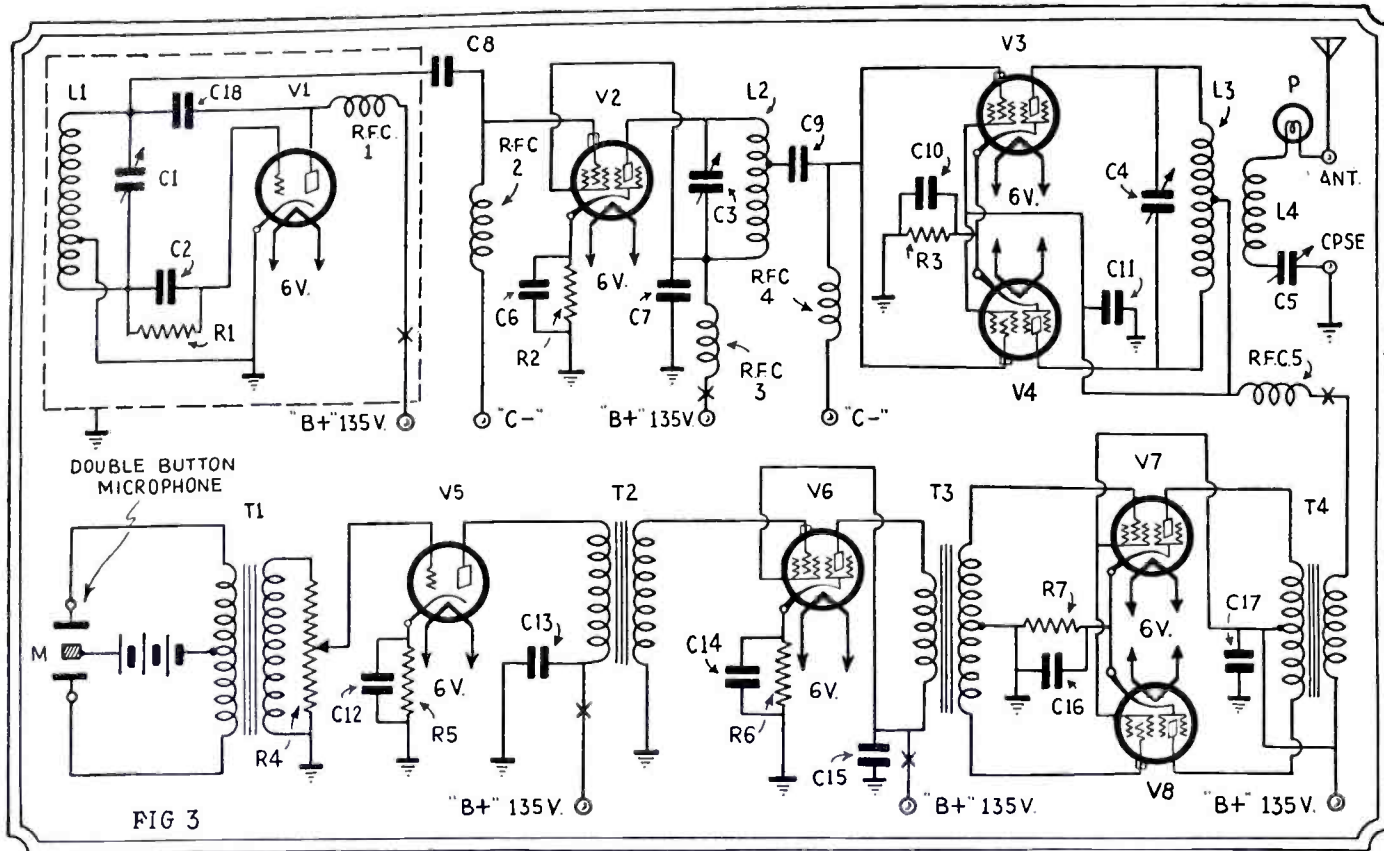 C8
V3
L1
C18
V1
V2
L2
C9
L3
P
R.F.C.
1
R.F.C
2
C1
C10
C4
ANT.
6V.
L4
C3
C2
CPSE
R3
6V.
6V.
C11
C6
C7
RFC
4
C5
R1
R2
R.F.C
3
R.F.C.5
V4
"B+" 135V.
"C-"
"B+" 135V.
"C-"
DOUBLE BUTTON
MICROPHONE
V7
T1
V5
T2
V6
T3
T4
R7
C17
6V.
C13
C14
M
6V.
6V.
C12
R5
C16
R4
R6
C15
V8
"B+" 135V.
"B+" 135V.
"B+" 135V.
FIG 3